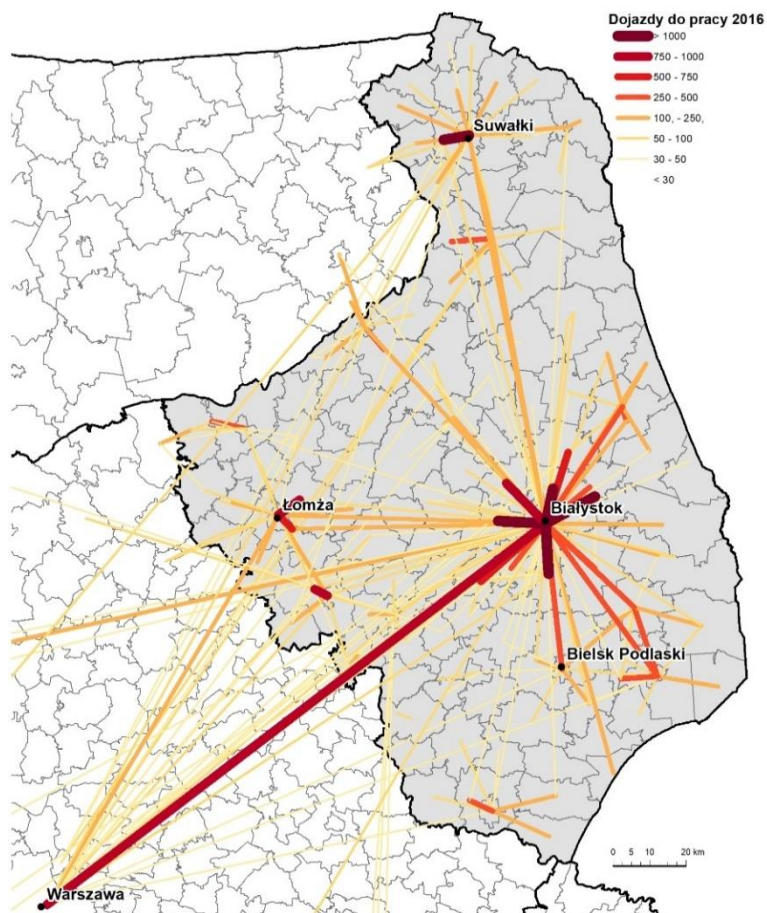 Dojazdy do pracy 2016
> 1000
750 - 1000
500 - 750
250 - 500
100, - 250,
50 - 100
30 - 50
< 30
Suwałki
Łomża
Białystok
Bielsk Podlaski
0 5 10 20 km
Warszawa